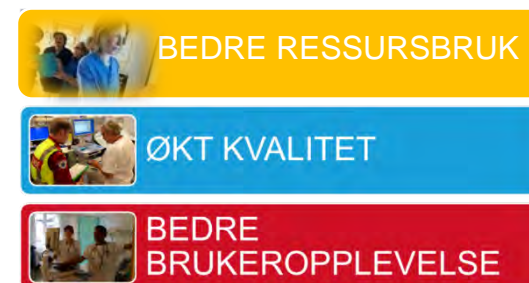 BEDRE RESSURSBRUK
ØKT KVALITET
BEDRE
BRUKEROPPLEVELSE